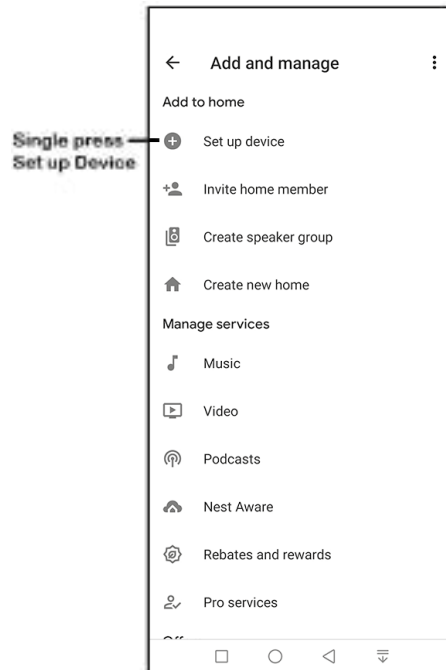 Add and manage
Add to home
Single press
Set up Device
Set up device
Invite home member
Create speaker group
Create new home
Manage services
Music
Video
Podcasts
Nest Aware
Rebates and rewards
Pro services